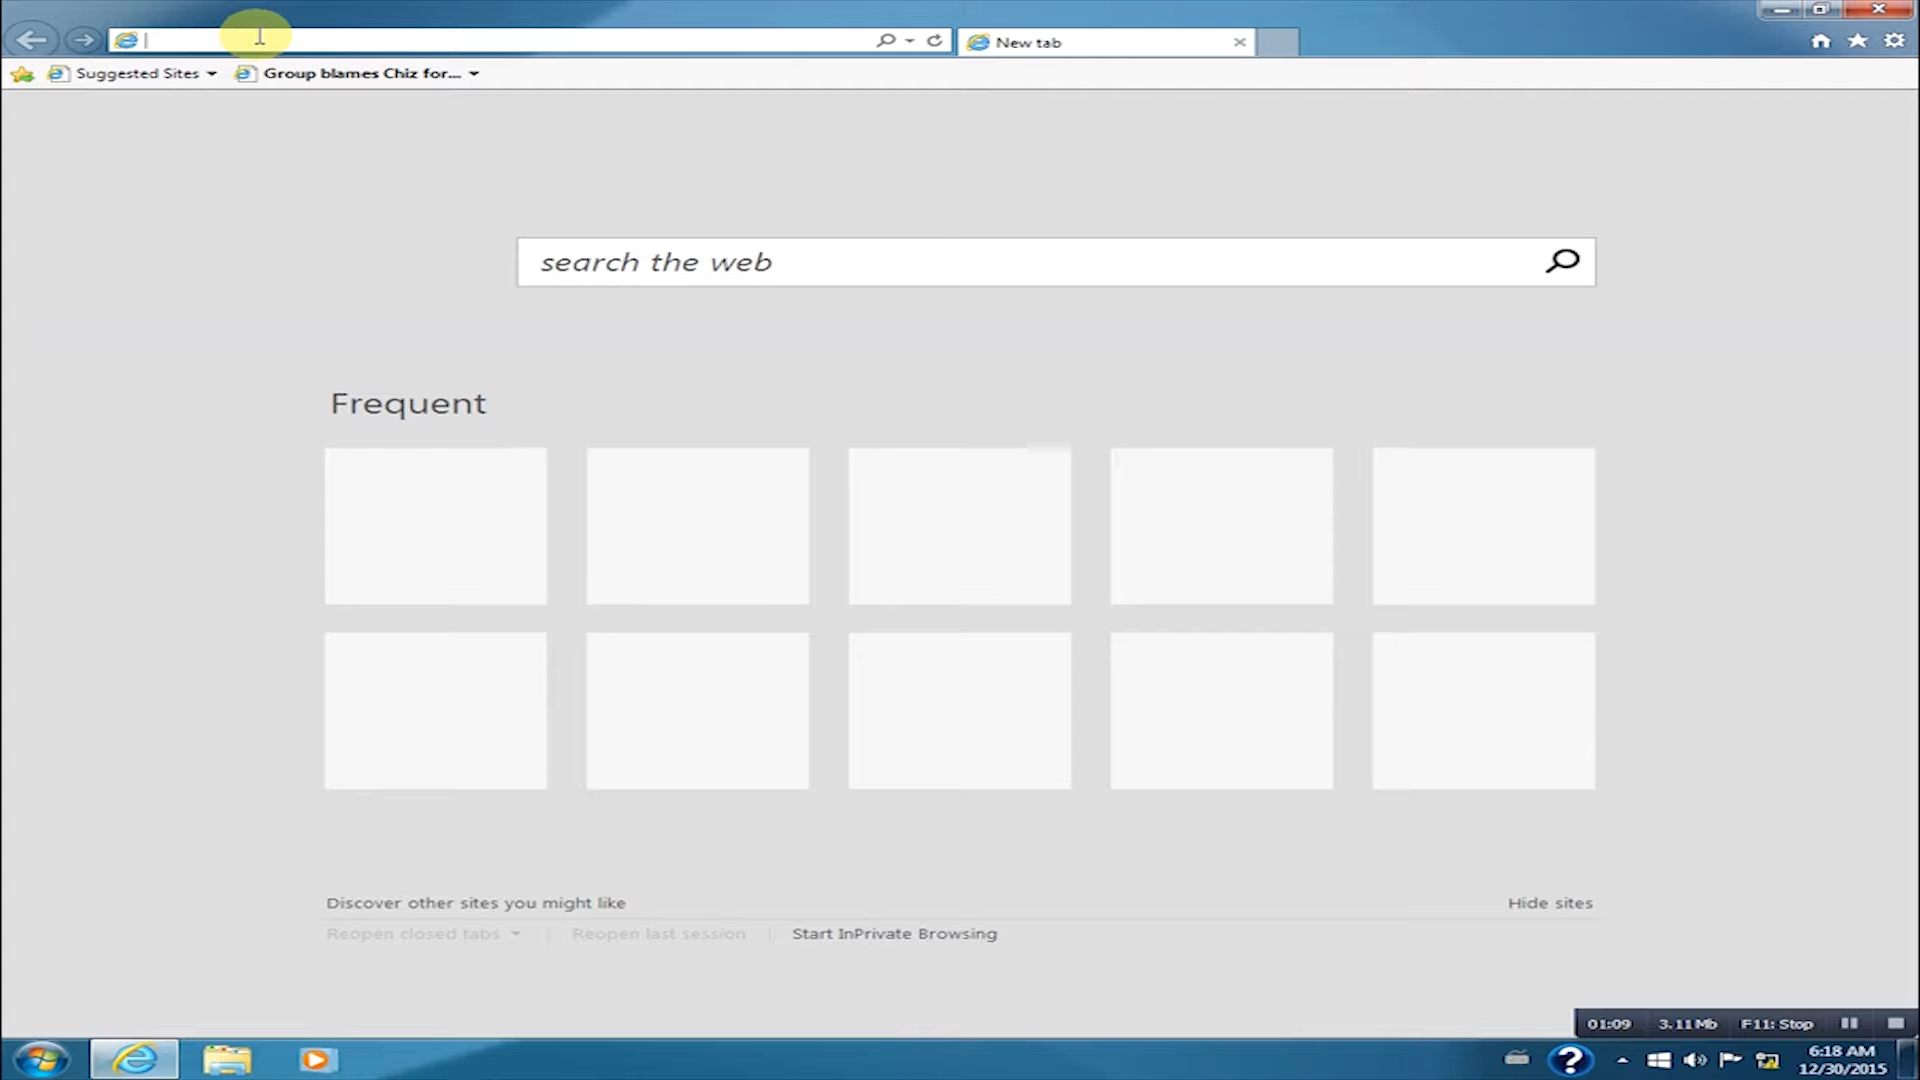 New tab
Suggested Sites
Group blames Chiz for...
search the web
Frequent
Discover other sites you might like
Hide sites
Reopen closed tabs
Reopen last session
Start InPrivate Browsing
01:09 3.11Mb F11: Stop
6:18 AM
12/30/2015